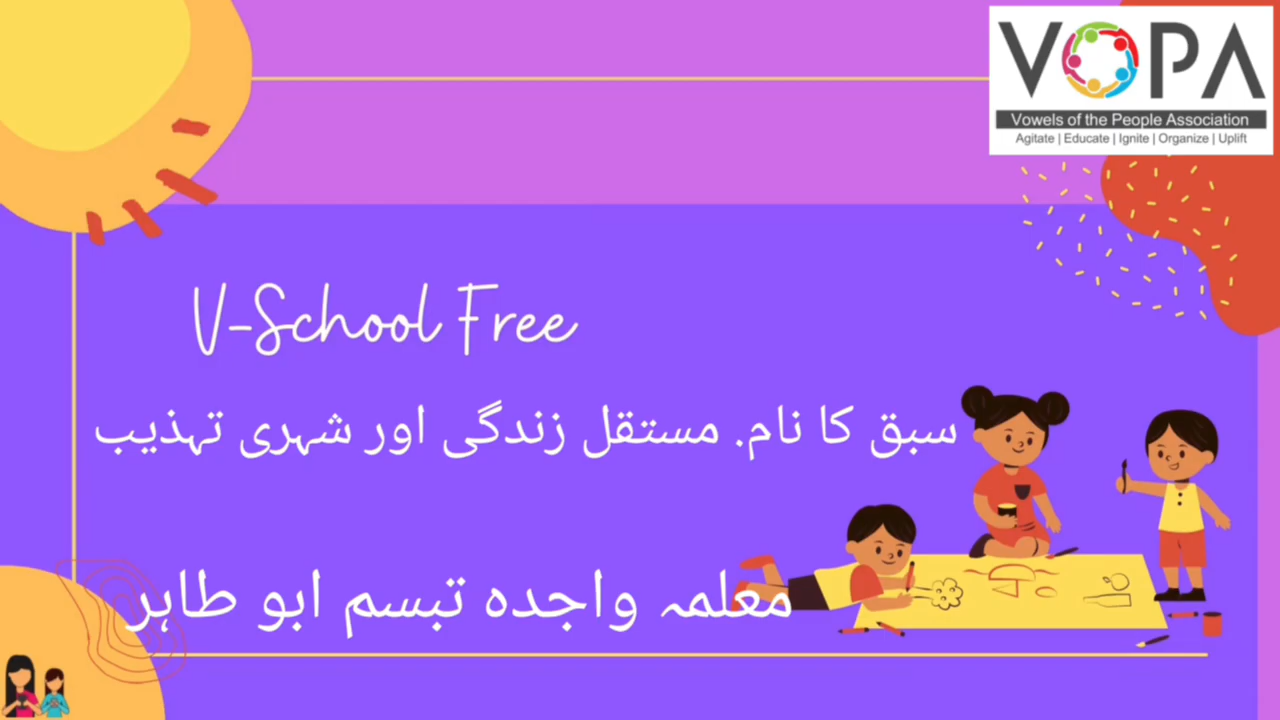 VOPA
Vowels of the People Association
Agitate | Educate | Ignite | Organize | Uplift
V-School Free
سبق کا نام. مستقل زندگی اور شہری تہذیب
معلمہ واجدہ تبسم ابو طاہر